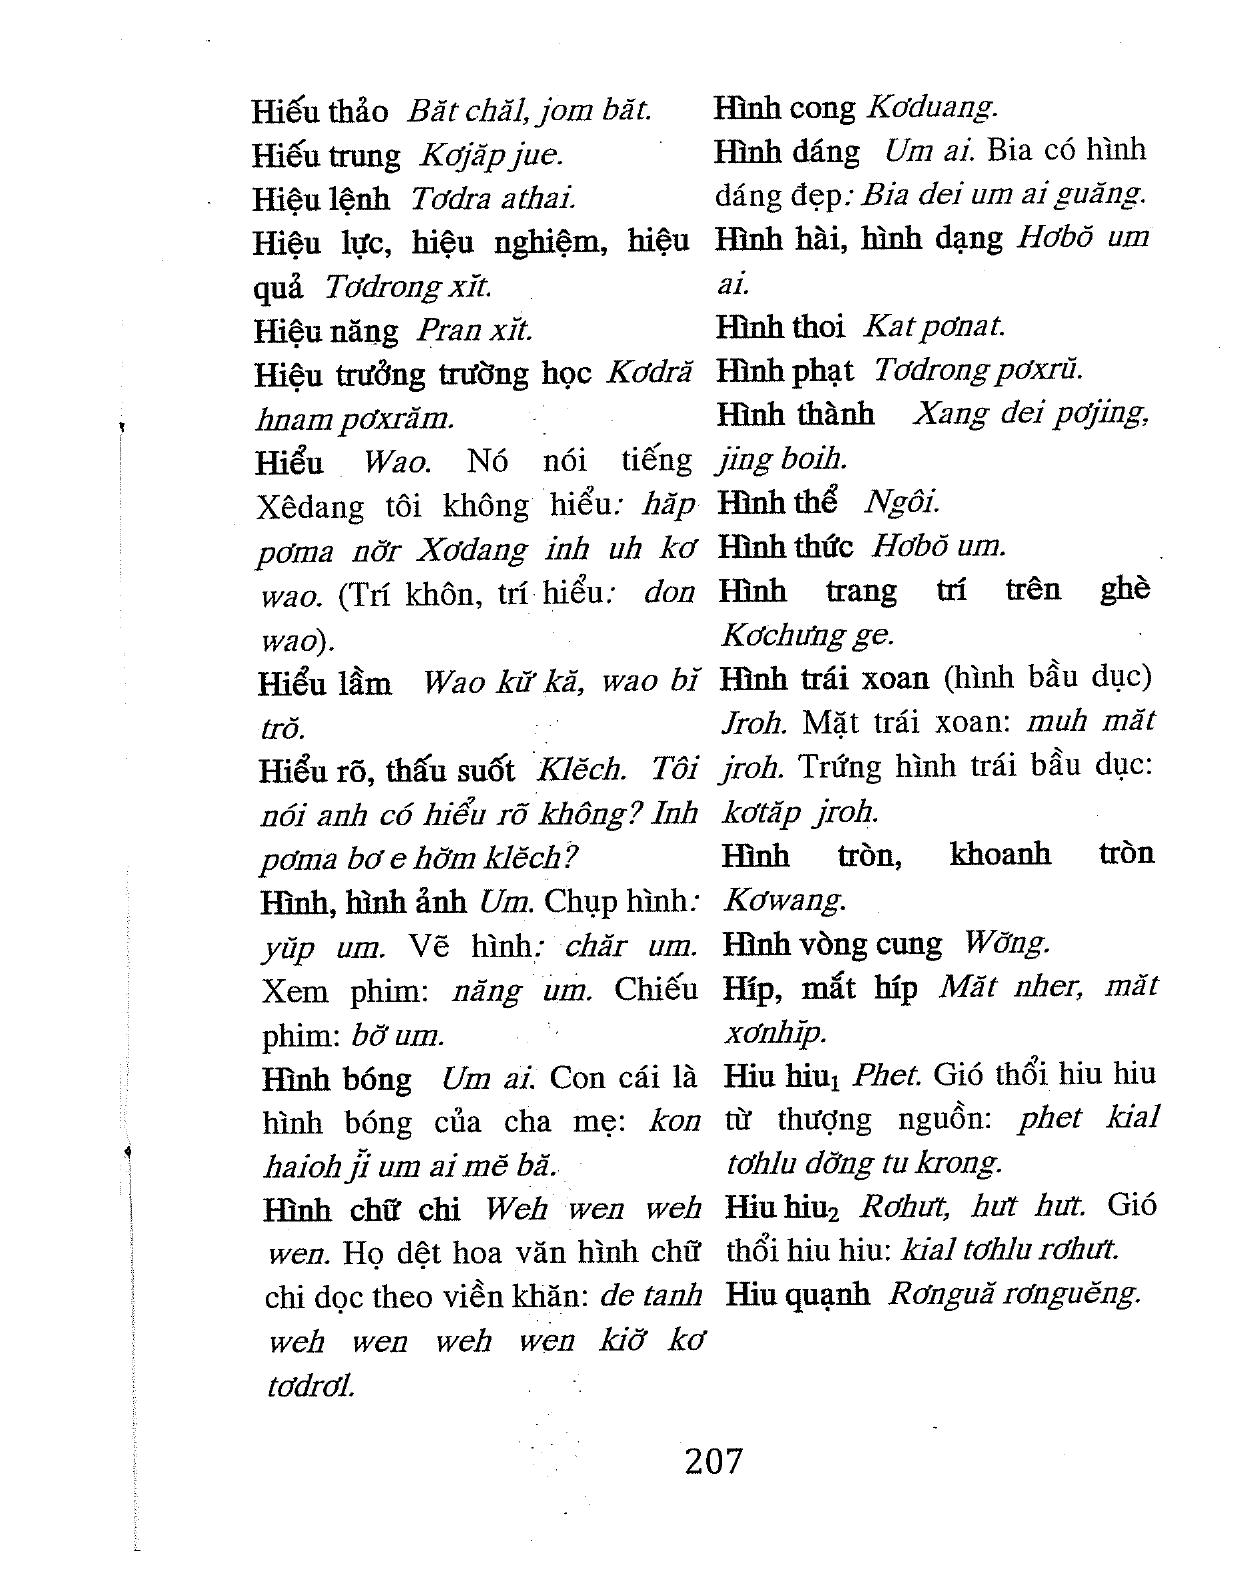 Hiếu thảo Băt chăl, jom băt.
Hiếu trung Kơjăp jue.
Hiệu lệnh Tơdra athai.
Hiệu lực, hiệu nghiệm, hiệu
quả Tơdrong xĭt.
Hiệu năng Pran xĭt.
Hiệu trưởng trường học Kơdră
hnam pơxrăm.
Hiểu Wao. Nó nói tiếng
Xêdang tôi không hiểu: hăp
pơma nơ̆r Xơdang inh uh kơ
wao. (Trí khôn, trí hiểu: don
wao).
Hiểu lầm Wao kư̆ kă, wao bĭ
trŏ.
Hiểu rõ, thấu suốt Klĕch. Tôi
nói anh có hiểu rõ không? Inh
pơma bơ e hơ̆m klĕch?
Hình, hình ảnh Um. Chụp hình:
yŭp um. Vẽ hình: chăr um.
Xem phim: năng um. Chiếu
phim: bơ̆ um.
Hình bóng Um ai. Con cái là
hình bóng của cha mẹ: kon
haioh jĭ um ai mĕ bă.
Hình chữ chi Weh wen weh
wen. Họ dệt hoa văn hình chữ
chi dọc theo viền khăn: de tanh
weh wen weh wen kiơ̆ kơ
tơdrơl.
Hình cong Kơduang.
Hình dáng Um ai. Bia có hình
dáng đẹp: Bia dei um ai guăng.
Hình hài, hình dạng Hơbŏ um
ai.
Hình thoi Kat pơnat.
Hình phạt Tơdrong pơxrŭ.
Hình thành Xang dei pơjing,
jing boih.
Hình thể Ngôi.
Hình thức Hơbŏ um.
Hình trang trí trên ghè
Kơchưng ge.
Hình trái xoan (hình bầu dục)
Jroh. Mặt trái xoan: muh măt
jroh. Trứng hình trái bầu dục:
kơtăp jroh.
Hình tròn, khoanh tròn
Kơwang.
Hình vòng cung Wơ̆ng.
Híp, mắt híp Măt nher, măt
xơnhĭp.
Hiu hiu₁ Phet. Gió thổi hiu hiu
từ thượng nguồn: phet kial
tơhlu dơ̆ng tu krong.
Hiu hiu₂ Rơhưt, hưt hưt. Gió
thổi hiu hiu: kial tơhlu rơhưt.
Hiu quạnh Rơnguă rơnguĕng.
207